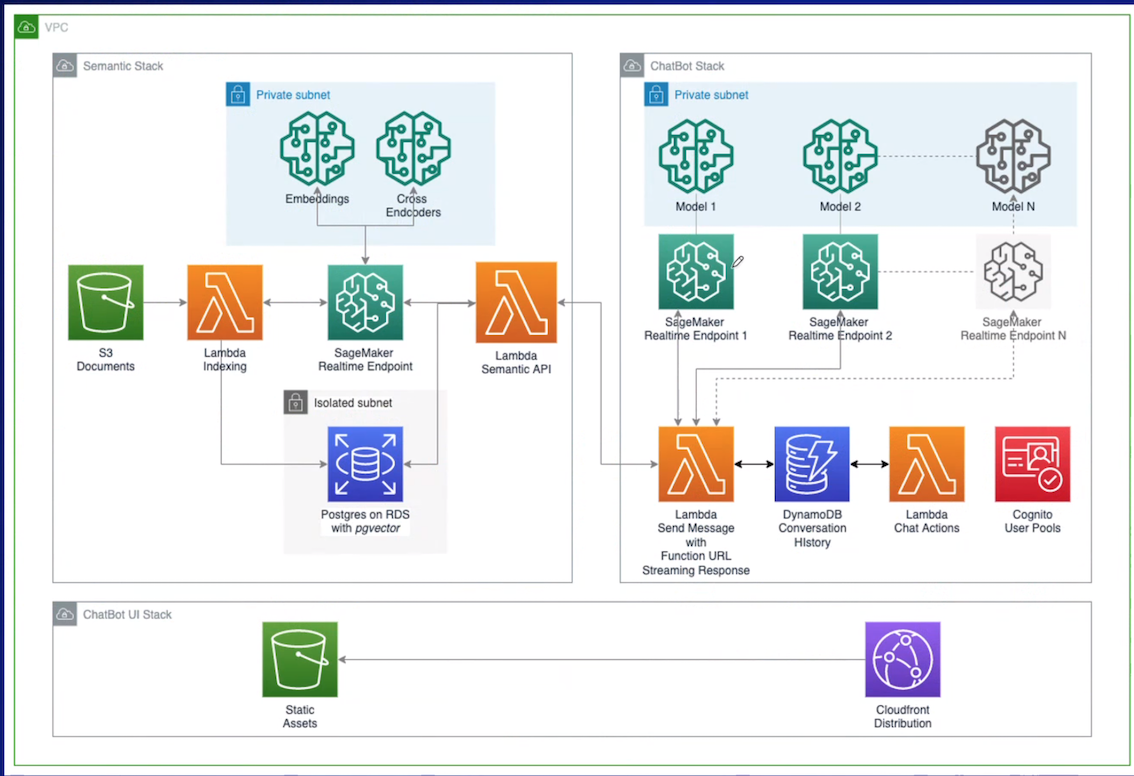 VPC
Semantic Stack
Private subnet
Embeddings
Cross
Endcoders
S3
Documents
Lambda
Indexing
SageMaker
Realtime Endpoint
Lambda
Semantic API
Isolated subnet
Postgres on RDS
with pgvector
ChatBot Stack
Private subnet
Model 1
Model 2
Model N
SageMaker
Realtime Endpoint 1
SageMaker
Realtime Endpoint 2
SageMaker
Realtime Endpoint N
Lambda
Send Message
with
Function URL
Streaming Response
DynamoDB
Conversation
HIstory
Lambda
Chat Actions
Cognito
User Pools
ChatBot UI Stack
Static
Assets
Cloudfront
Distribution